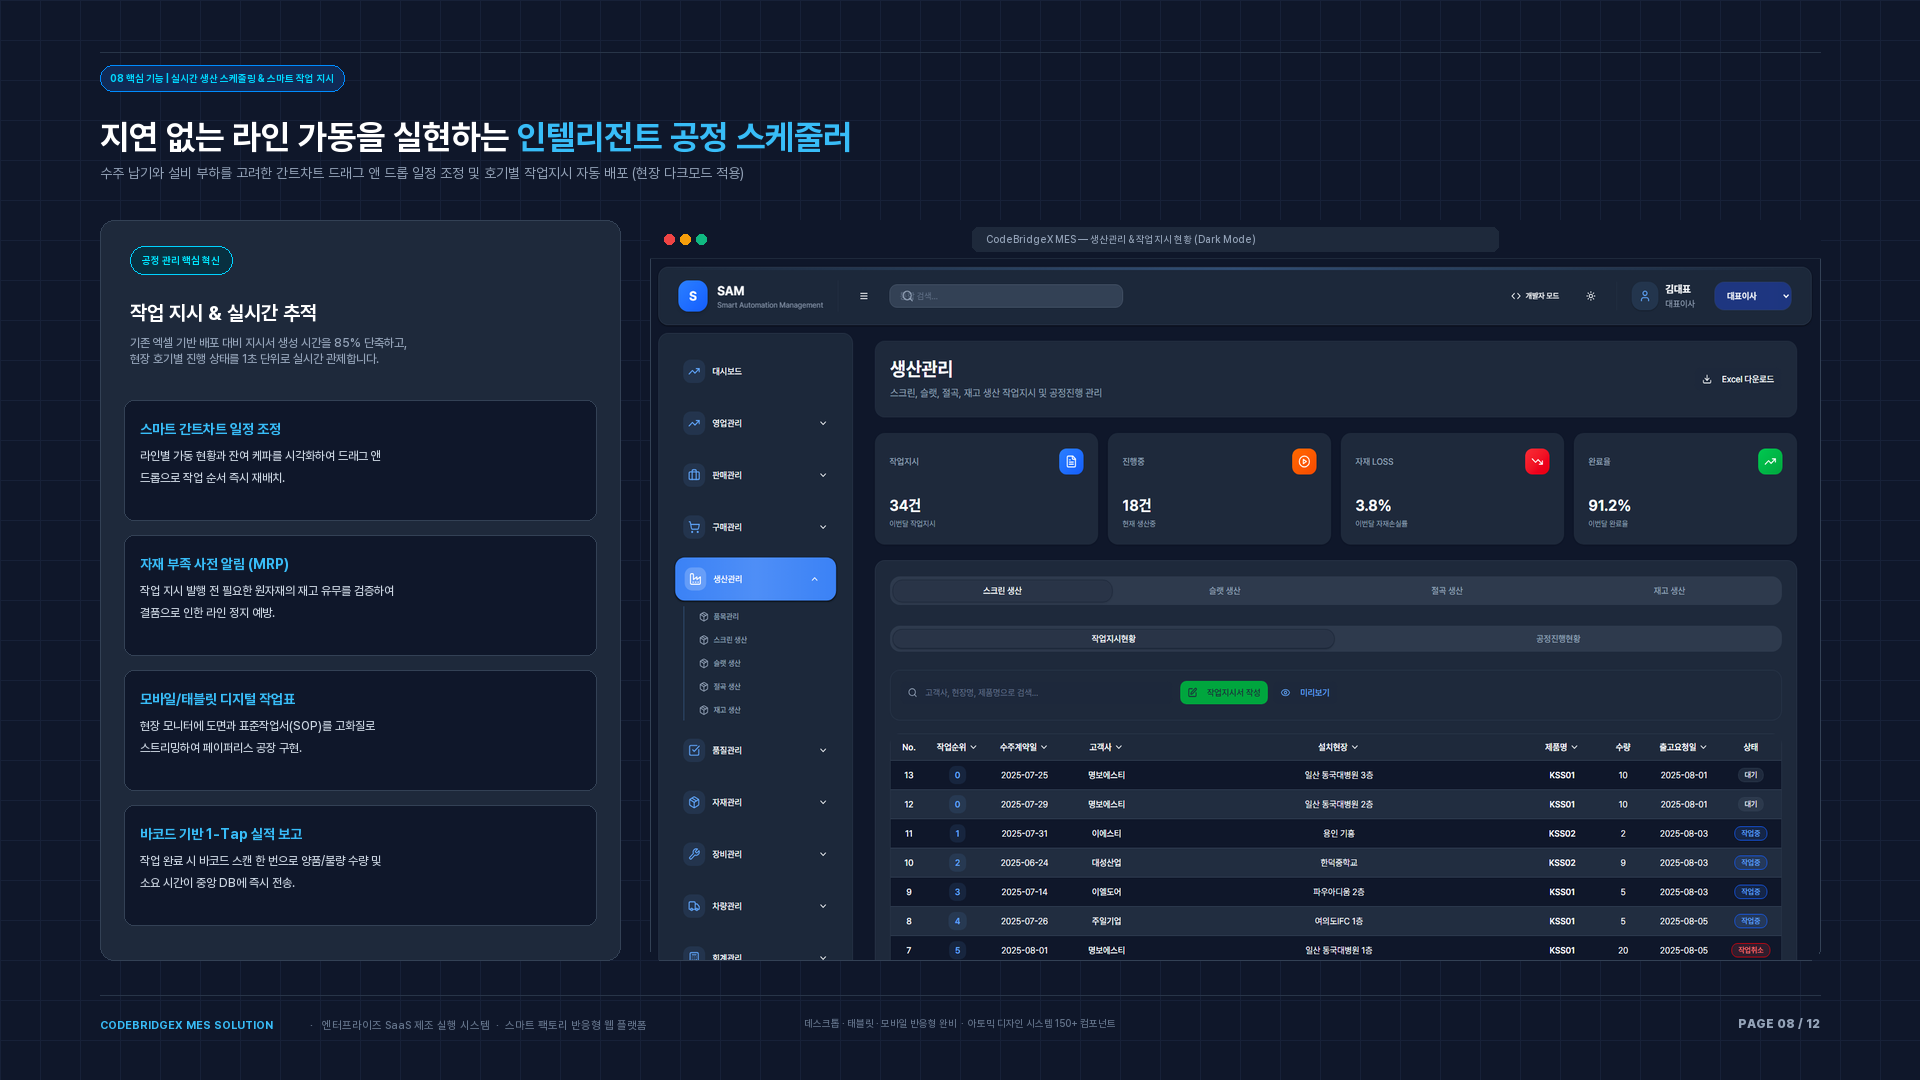 08 핵심 기능 | 실시간 생산 스케줄링 & 스마트 작업 지시
지연 없는 라인 가동을 실현하는 인텔리전트 공정 스케줄러
수주 납기와 설비 부하를 고려한 간트차트 드래그 앤 드롭 일정 조정 및 호기별 작업지시 자동 배포 (현장 다크모드 적용)
공정 관리 핵심 혁신
작업 지시 & 실시간 추적
기존 엑셀 기반 배포 대비 지시서 생성 시간을 85% 단축하고,
현장 호기별 진행 상태를 1초 단위로 실시간 관제합니다.
스마트 간트차트 일정 조정
라인별 가동 현황과 잔여 케파를 시각화하여 드래그 앤
드롭으로 작업 순서 즉시 재배치.
자재 부족 사전 알림 (MRP)
작업 지시 발행 전 필요한 원자재의 재고 유무를 검증하여
결품으로 인한 라인 정지 예방.
모바일/태블릿 디지털 작업표
현장 모니터에 도면과 표준작업서(SOP)를 고화질로
스트리밍하여 페이퍼리스 공장 구현.
바코드 기반 1-Tap 실적 보고
작업 완료 시 바코드 스캔 한 번으로 양품/불량 수량 및
소요 시간이 중앙 DB에 즉시 전송.
CodeBridgeX MES — 생산관리 & 작업지시 현황 (Dark Mode)
S
SAM
Smart Automation Management
검색...
개발자 모드
김대표
대표이사
대표이사
대시보드
영업관리
판매관리
구매관리
생산관리
품목관리
스크린 생산
슬랫 생산
절곡 생산
재고 생산
품질관리
자재관리
장비관리
차량관리
회계관리
생산관리
스크린, 슬랫, 절곡, 재고 생산 작업지시 및 공정진행 관리
Excel 다운로드
작업지시
34건
이번달 작업지시
진행중
18건
현재 생산중
자재 LOSS
3.8%
이번달 자재손실률
완료율
91.2%
이번달 완료율
스크린 생산 슬랫 생산 절곡 생산 재고 생산
작업지시현황 공정진행현황
고객사, 현장명, 제품명으로 검색... 작업지시서 작성 미리보기
No. 작업순위 수주계약일 고객사 설치현장 제품명 수량 출고요청일 상태
13 0 2025-07-25 명보에스티 일산 동국대병원 3층 KSS01 10 2025-08-01 대기
12 0 2025-07-29 명보에스티 일산 동국대병원 2층 KSS01 10 2025-08-01 대기
11 1 2025-07-31 이에스티 용인 기흥 KSS02 2 2025-08-03 작업중
10 2 2025-06-24 대성산업 한덕중학교 KSS02 9 2025-08-03 작업중
9 3 2025-07-14 이엘도어 파우아디움 2층 KSS01 5 2025-08-03 작업중
8 4 2025-07-26 주일기업 여의도IFC 1층 KSS01 5 2025-08-05 작업중
7 5 2025-08-01 명보에스티 일산 동국대병원 1층 KSS01 20 2025-08-05 작업취소
CODEBRIDGEX MES SOLUTION · 엔터프라이즈 SaaS 제조 실행 시스템 · 스마트 팩토리 반응형 웹 플랫폼
데스크톱 · 태블릿 · 모바일 반응형 완비 · 아토믹 디자인 시스템 150+ 컴포넌트
PAGE 08 / 12